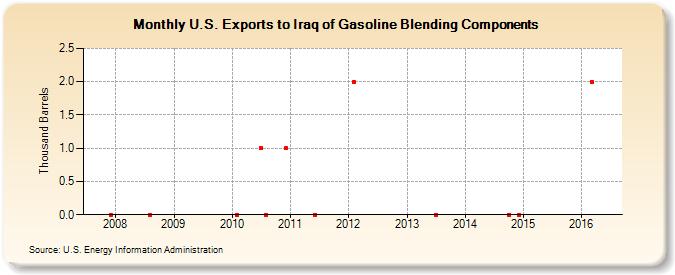 Monthly U.S. Exports to Iraq of Gasoline Blending Components
Thousand Barrels
2.5
2.0
1.5
1.0
0.5
0.0
2008 2009 2010 2011 2012 2013 2014 2015 2016
Source: U.S. Energy Information Administration